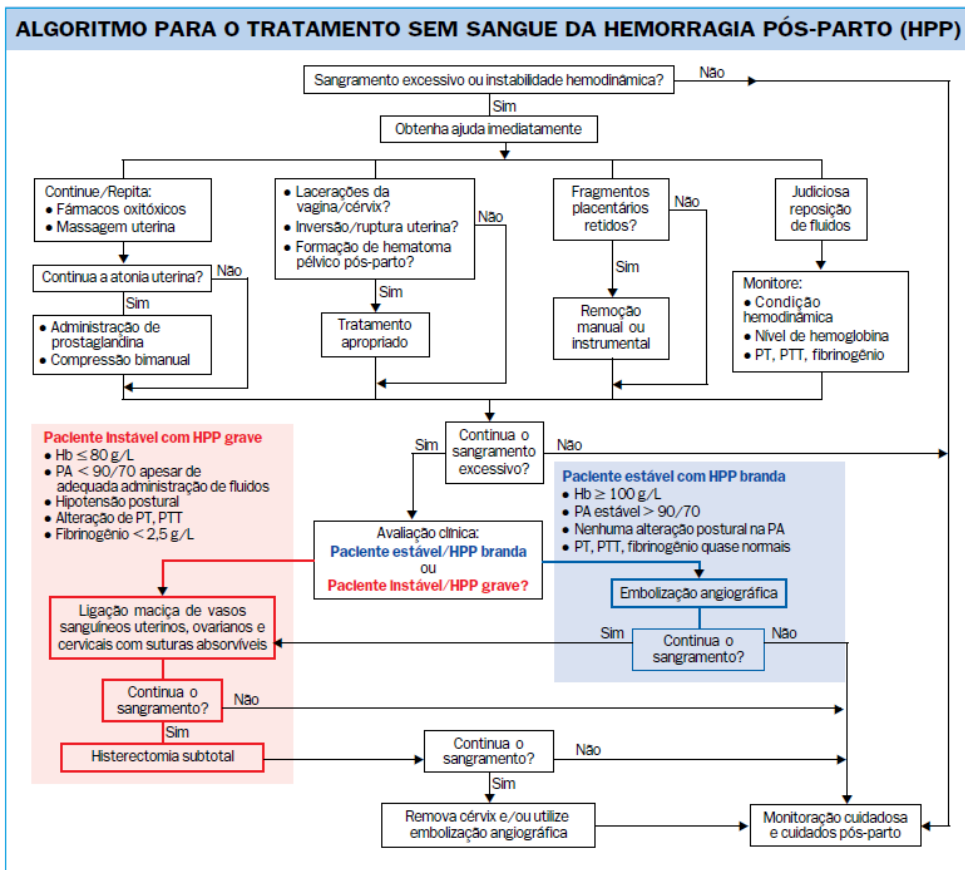 ALGORITMO PARA O TRATAMENTO SEM SANGUE DA HEMORRAGIA PÓS-PARTO (HPP)
Sangramento excessivo ou instabilidade hemodinâmica?
Não
Sim
Obtenha ajuda imediatamente
Continue/Repita:
• Fármacos oxitóxicos
• Massagem uterina
Continua a atonia uterina?
Não
Sim
• Administração de
prostaglandina
• Compressão bimanual
• Lacerações da
vagina/cérvix?
• Inversão/ruptura uterina?
• Formação de hematoma
pélvico pós-parto?
Não
Sim
Tratamento
apropriado
Fragmentos
placentários
retidos?
Não
Sim
Remoção
manual ou
instrumental
Judiciosa
reposição
de fluidos
Monitore:
• Condição
hemodinâmica
• Nível de hemoglobina
• PT, PTT, fibrinogênio
Continua o
sangramento
excessivo?
Sim
Não
Paciente instável com HPP grave
• Hb ≤ 80 g/L
• PA < 90/70 apesar de
adequada administração de fluidos
• Hipotensão postural
• Alteração de PT, PTT
• Fibrinogênio < 2,5 g/L
Paciente estável com HPP branda
• Hb ≥ 100 g/L
• PA estável > 90/70
• Nenhuma alteração postural na PA
• PT, PTT, fibrinogênio quase normais
Avaliação clínica:
Paciente estável/HPP branda
ou
Paciente instável/HPP grave?
Embolização angiográfica
Continua o
sangramento?
Sim
Não
Ligação maciça de vasos
sanguíneos uterinos, ovarianos e
cervicais com suturas absorvíveis
Continua o
sangramento?
Não
Sim
Histerectomia subtotal
Continua o
sangramento?
Não
Sim
Remova cérvix e/ou utilize
embolização angiográfica
Monitoração cuidadosa
e cuidados pós-parto